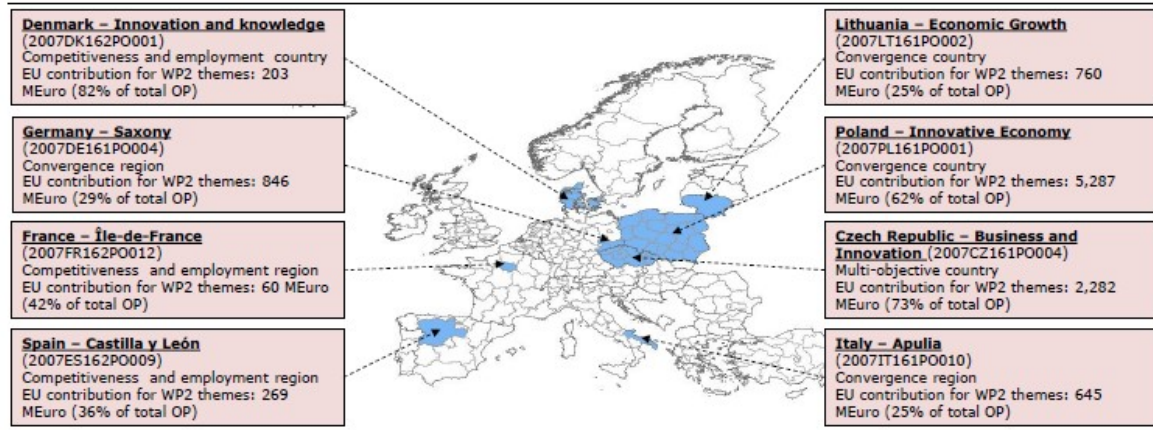 Denmark – Innovation and knowledge
(2007DK162PO001)
Competitiveness and employment country
EU contribution for WP2 themes: 203
MEuro (82% of total OP)
Germany – Saxony
(2007DE161PO004)
Convergence region
EU contribution for WP2 themes: 846
MEuro (29% of total OP)
France – Île-de-France
(2007FR162PO012)
Competitiveness and employment region
EU contribution for WP2 themes: 60 MEuro
(42% of total OP)
Spain – Castilla y León
(2007ES162PO009)
Competitiveness and employment region
EU contribution for WP2 themes: 269
MEuro (36% of total OP)
Lithuania – Economic Growth
(2007LT161PO002)
Convergence country
EU contribution for WP2 themes: 760
MEuro (25% of total OP)
Poland – Innovative Economy
(2007PL161PO001)
Convergence country
EU contribution for WP2 themes: 5,287
MEuro (62% of total OP)
Czech Republic – Business and
Innovation (2007CZ161PO004)
Multi-objective country
EU contribution for WP2 themes: 2,282
MEuro (73% of total OP)
Italy – Apulia
(2007IT161PO010)
Convergence region
EU contribution for WP2 themes: 645
MEuro (25% of total OP)